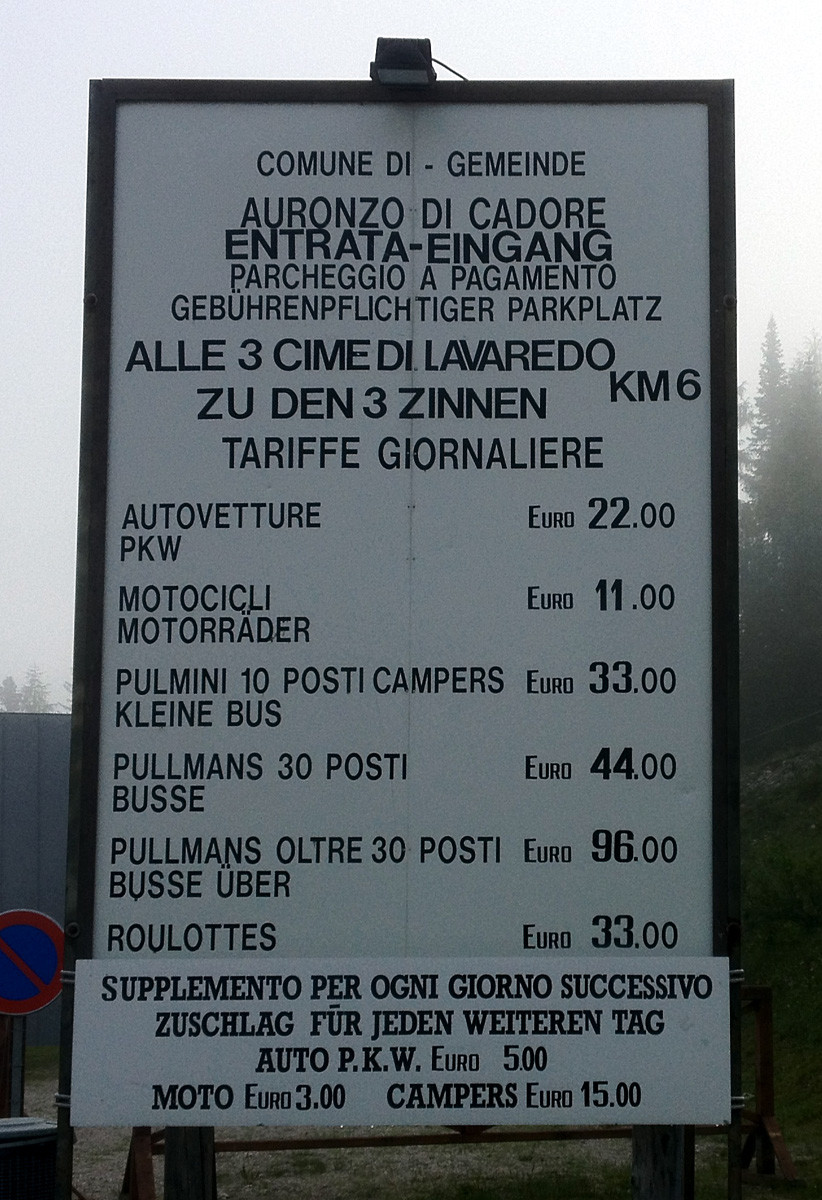 COMUNE DI - GEMEINDE
AURONZO DI CADORE
ENTRATA-EINGANG
PARCHEGGIO A PAGAMENTO
GEBÜHRENPFLICHTIGER PARKPLATZ
ALLE 3 CIME DI LAVAREDO
ZU DEN 3 ZINNEN KM 6
TARIFFE GIORNALIERE
AUTOVETTURE EURO 22.00
PKW
MOTOCICLI EURO 11.00
MOTORRÄDER
PULMINI 10 POSTI CAMPERS EURO 33.00
KLEINE BUS
PULLMANS 30 POSTI EURO 44.00
BUSSE
PULLMANS OLTRE 30 POSTI EURO 96.00
BUSSE ÜBER
ROULOTTES EURO 33.00
SUPPLEMENTO PER OGNI GIORNO SUCCESSIVO
ZUSCHLAG FÜR JEDEN WEITEREN TAG
AUTO P.K.W. EURO 5.00
MOTO EURO 3.00 CAMPERS EURO 15.00